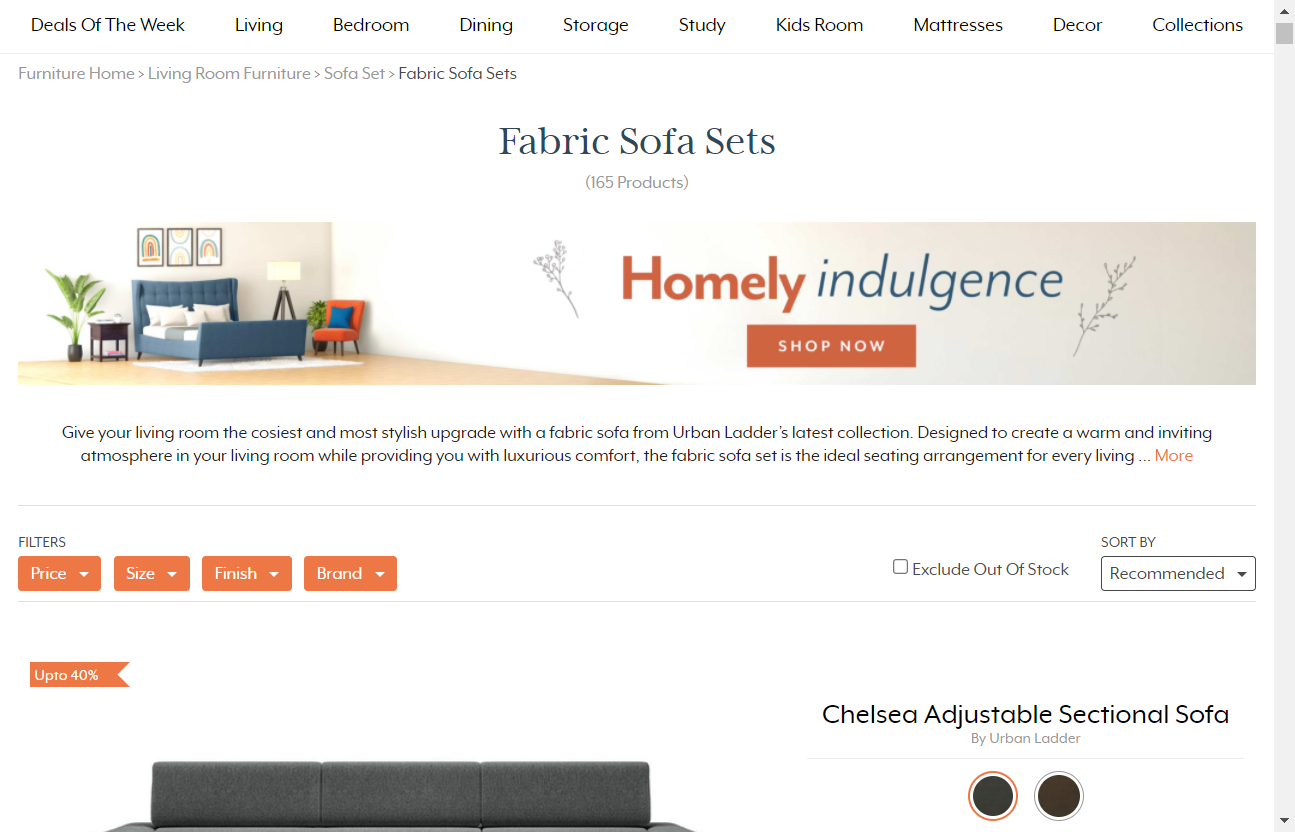 Deals Of The Week Living Bedroom Dining Storage Study Kids Room Mattresses Decor Collections
Furniture Home > Living Room Furniture > Sofa Set > Fabric Sofa Sets
Fabric Sofa Sets
(165 Products)
Homely indulgence
SHOP NOW
Give your living room the cosiest and most stylish upgrade with a fabric sofa from Urban Ladder's latest collection. Designed to create a warm and inviting
atmosphere in your living room while providing you with luxurious comfort, the fabric sofa set is the ideal seating arrangement for every living ... More
FILTERS
SORT BY
Price Size Finish Brand Exclude Out Of Stock Recommended
Upto 40%
Chelsea Adjustable Sectional Sofa
By Urban Ladder